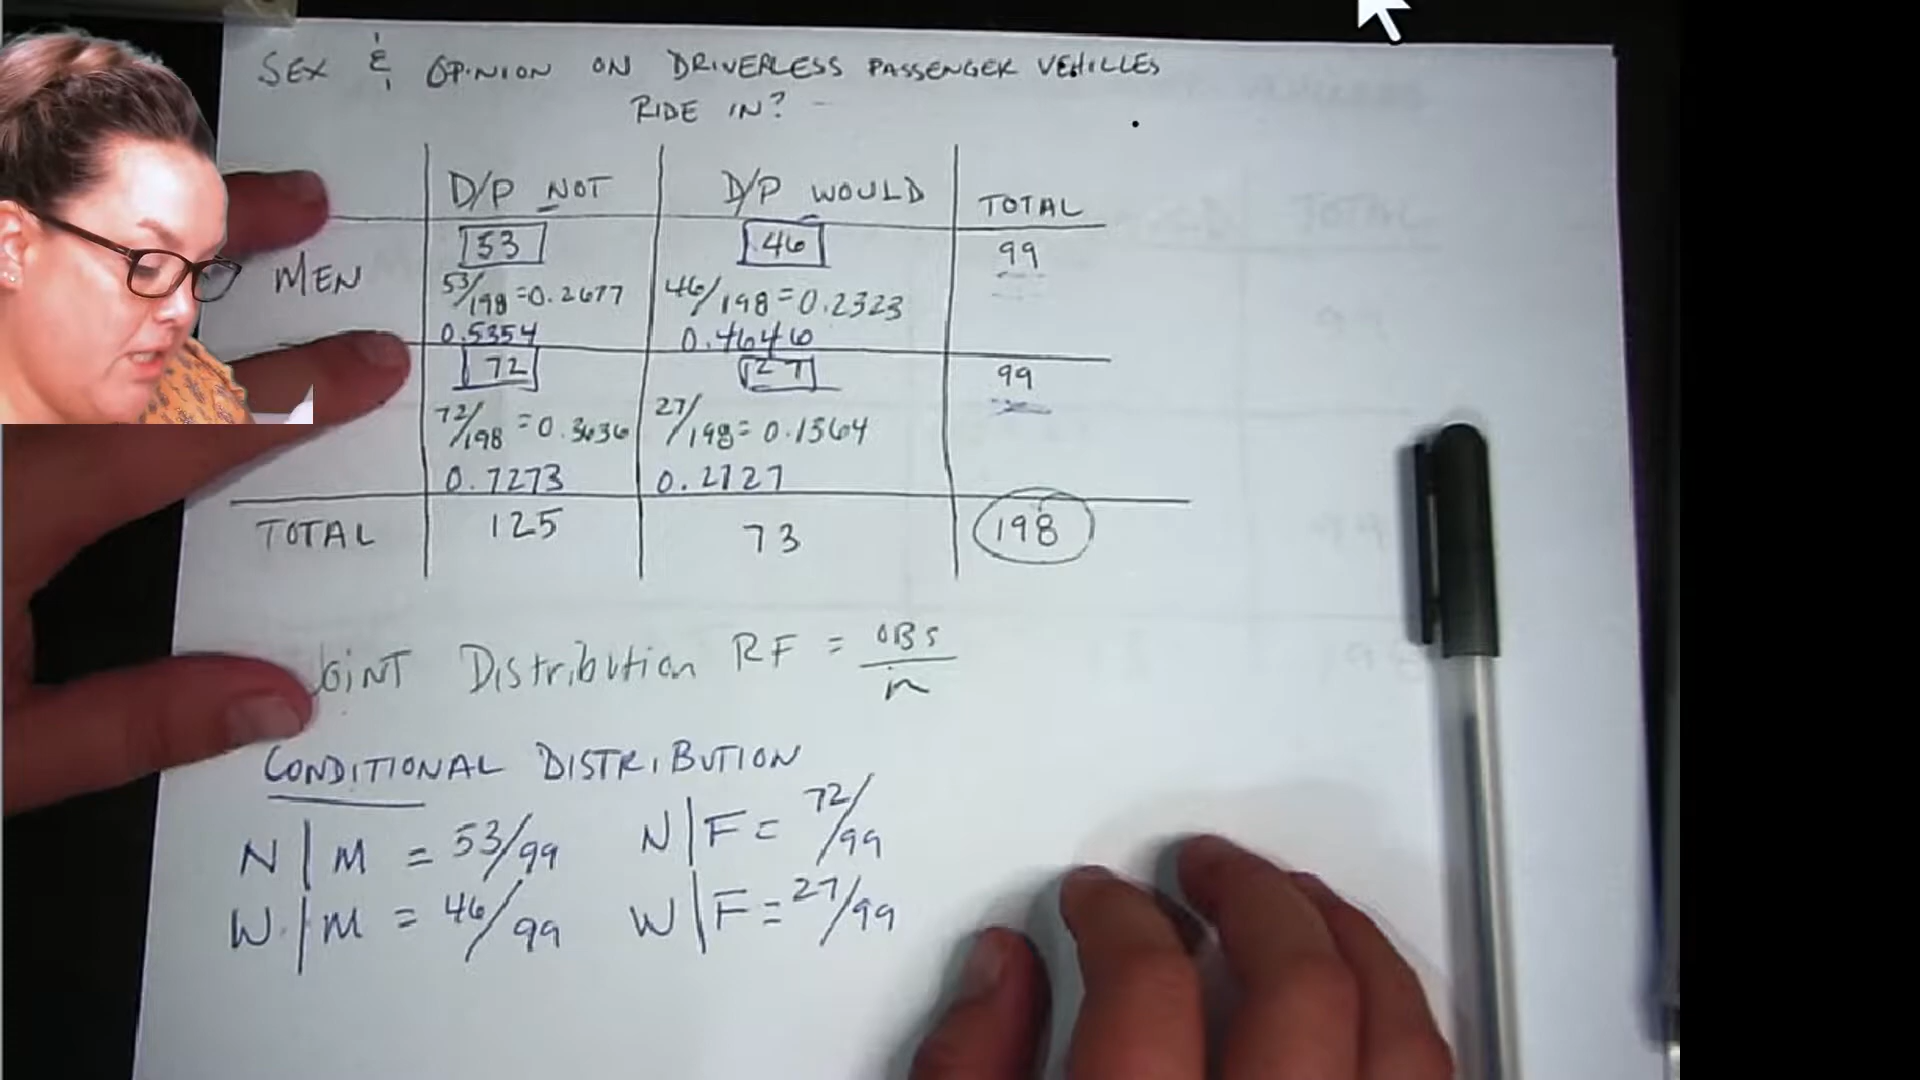 SEX & OPINION ON DRIVERLESS PASSENGER VEHICLES
RIDE IN?
D/P NOT D/P WOULD TOTAL
MEN 53 46 99
53/198 = 0.2677 46/198 = 0.2323
0.5354 0.4646
72 27 99
72/198 = 0.3636 27/198 = 0.1364
0.7273 0.2727
TOTAL 125 73 198
JOINT Distribution RF = OBS/n
CONDITIONAL DISTRIBUTION
N|M = 53/99 N|F = 72/99
W|M = 46/99 W|F = 27/99